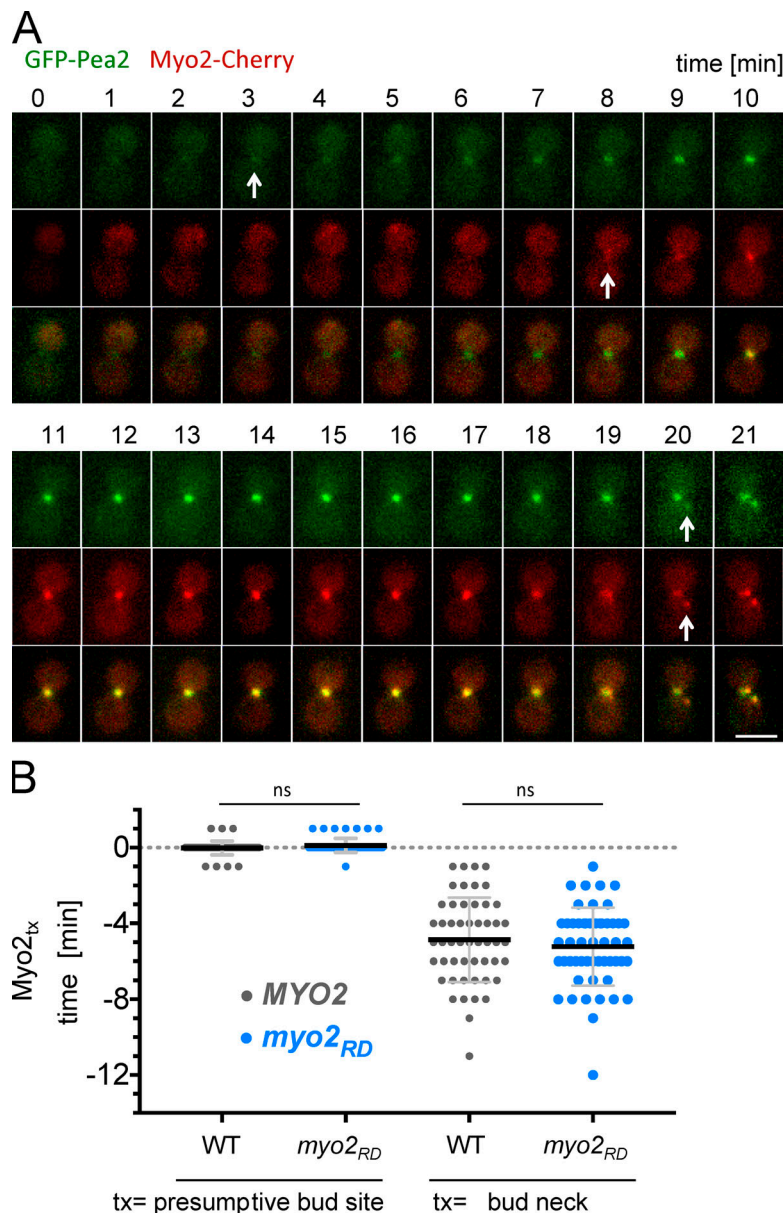 A
GFP-Pea2 Myo2-Cherry time [min]
0 1 2 3 4 5 6 7 8 9 10
11 12 13 14 15 16 17 18 19 20 21
B
ns ns
0
-4
-8
-12
Myo2tx
time [min]
MYO2
myo2RD
WT myo2RD WT myo2RD
tx= presumptive bud site tx= bud neck